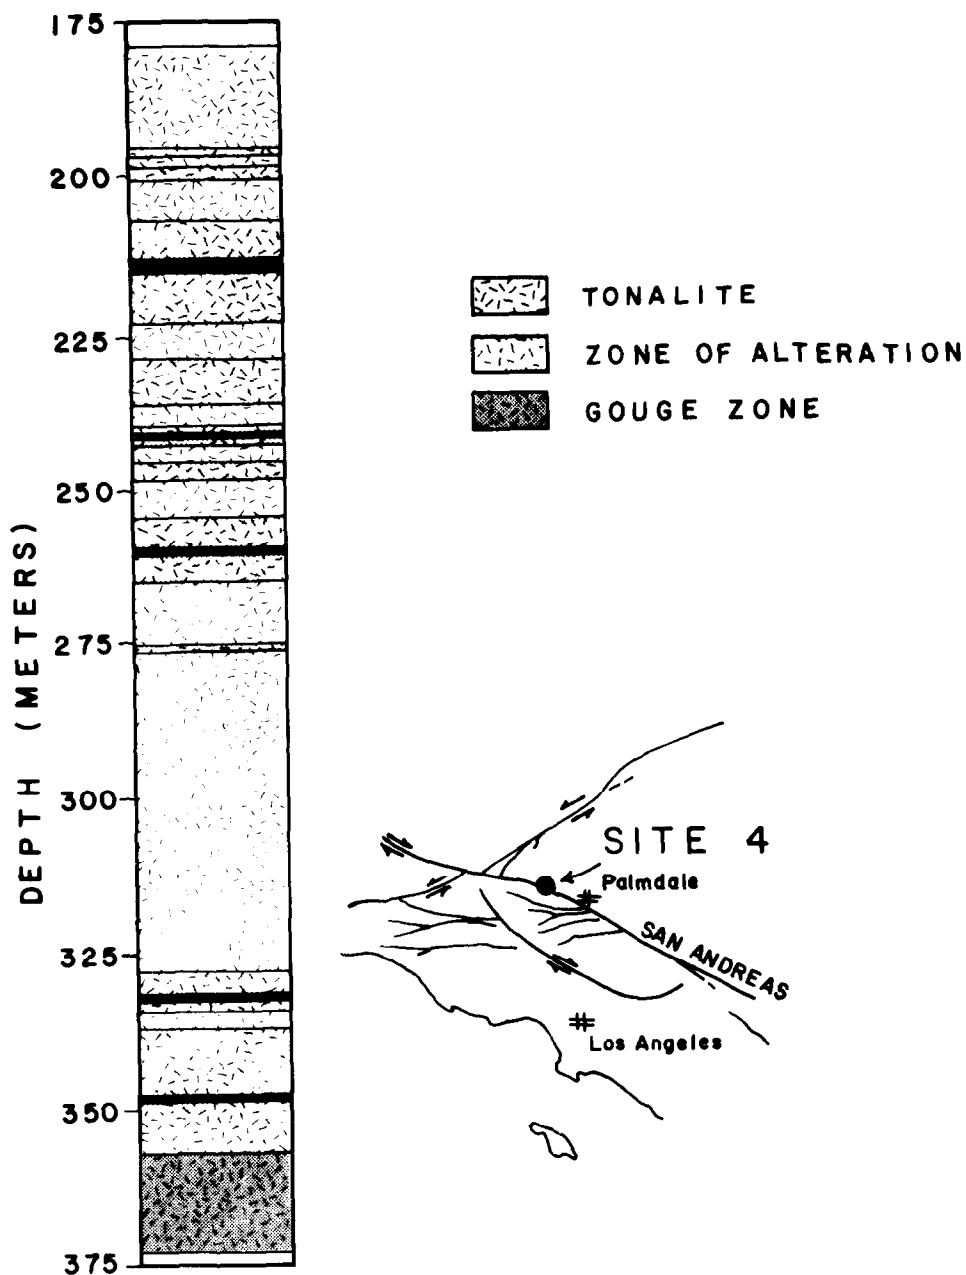 175
200
225
250
275
300
325
350
375
DEPTH (METERS)
TONALITE
ZONE OF ALTERATION
GOUGE ZONE
SITE 4
Palmdale
SAN ANDREAS
Los Angeles